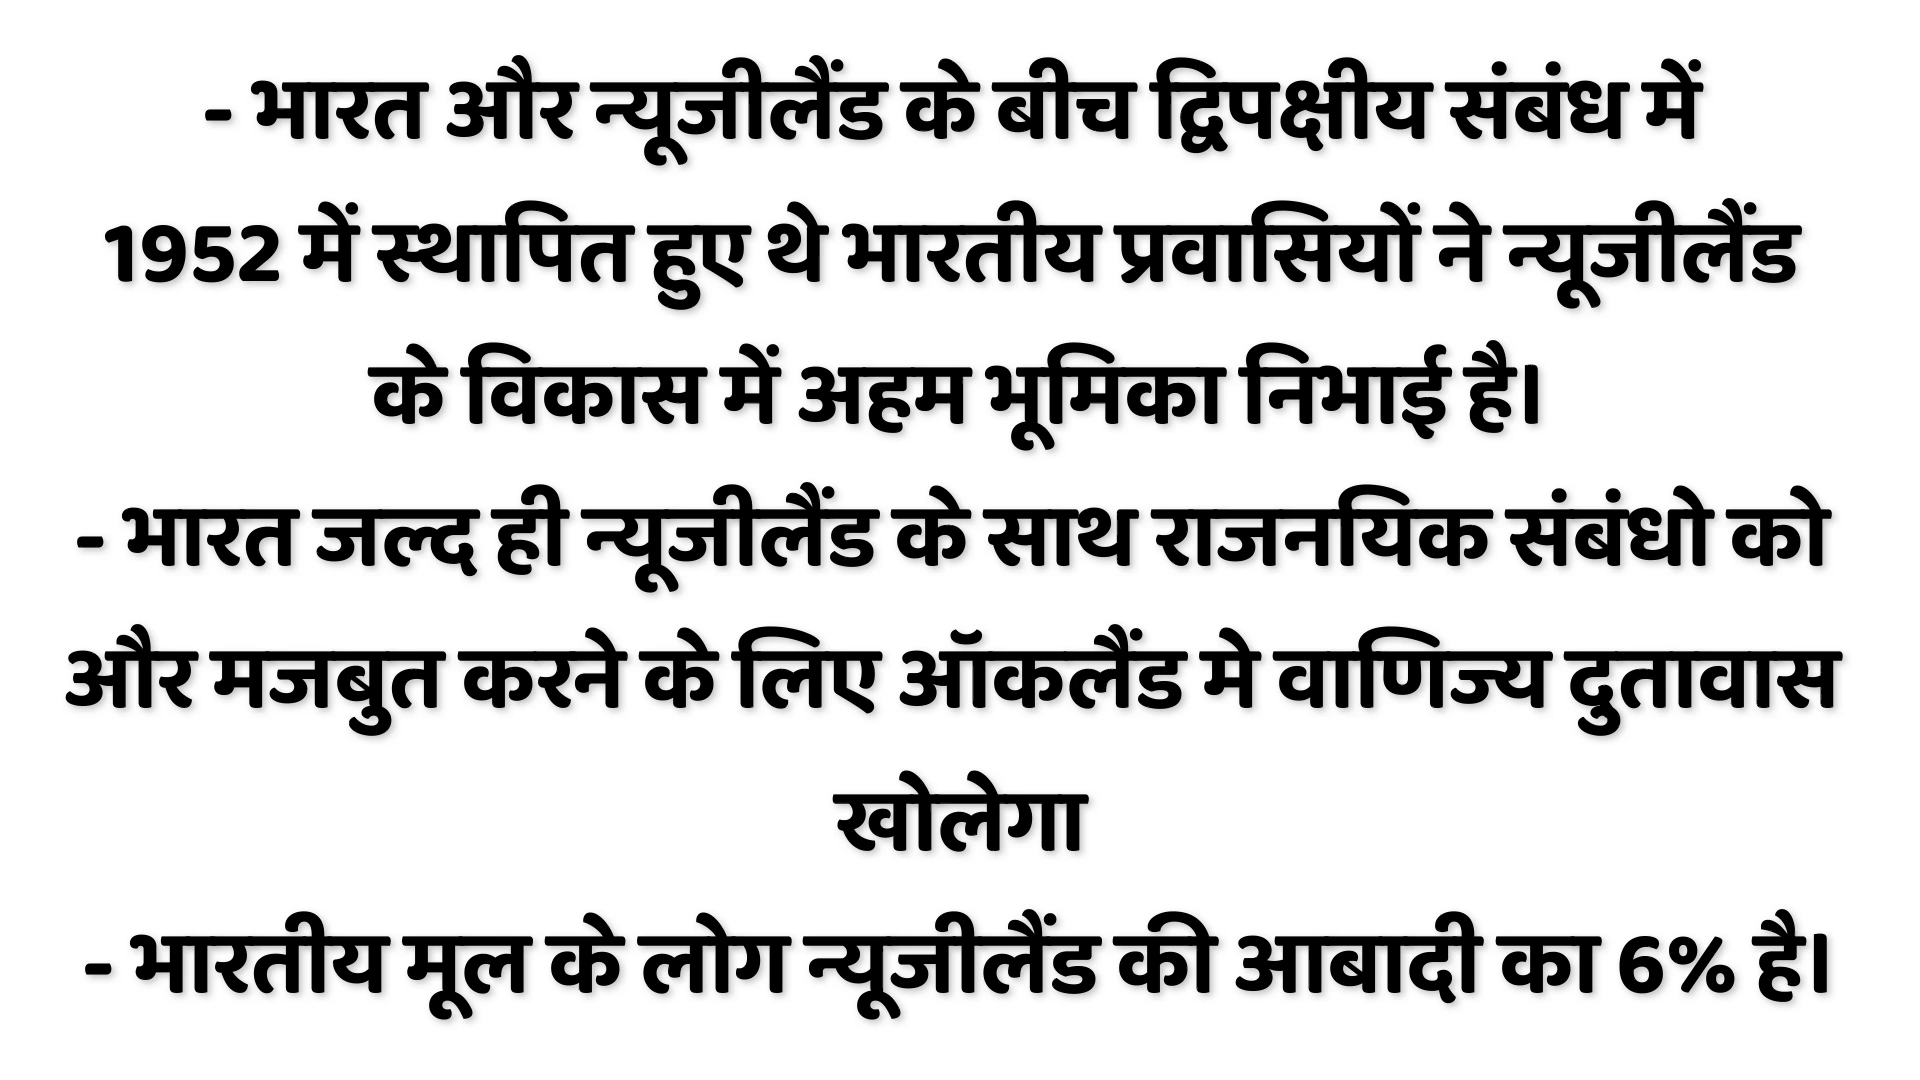 - भारत और न्यूजीलैंड के बीच द्विपक्षीय संबंध में
1952 में स्थापित हुए थे भारतीय प्रवासियों ने न्यूजीलैंड
के विकास में अहम भूमिका निभाई है।
- भारत जल्द ही न्यूजीलैंड के साथ राजनयिक संबंधो को
और मजबुत करने के लिए ऑकलैंड मे वाणिज्य दुतावास
खोलेगा
- भारतीय मूल के लोग न्यूजीलैंड की आबादी का 6% है।